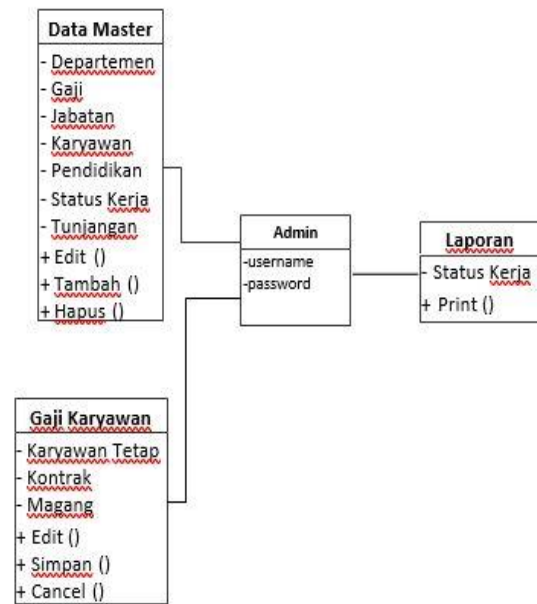 Data Master
- Departemen
- Gaji
- Jabatan
- Karyawan
- Pendidikan
- Status Kerja
- Tunjangan
+ Edit ()
+ Tambah ()
+ Hapus ()
Admin
-username
-password
Laporan
- Status Kerja
+ Print ()
Gaji Karyawan
- Karyawan Tetap
- Kontrak
- Magang
+ Edit ()
+ Simpan ()
+ Cancel ()